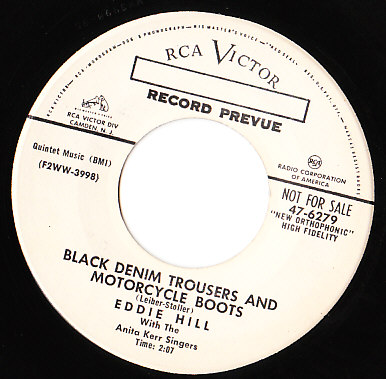 RCA VICTOR
RECORD PREVUE
RCA VICTOR DIV
CAMDEN, N. J.
Quintet Music (BMI)
(F2WW-3998)
RCA
RADIO CORPORATION
OF AMERICA
NOT FOR SALE
47-6279
"NEW ORTHOPHONIC"
HIGH FIDELITY
BLACK DENIM TROUSERS AND
MOTORCYCLE BOOTS
(Leiber-Stoller)
EDDIE HILL
With The
Anita Kerr Singers
Time: 2:07